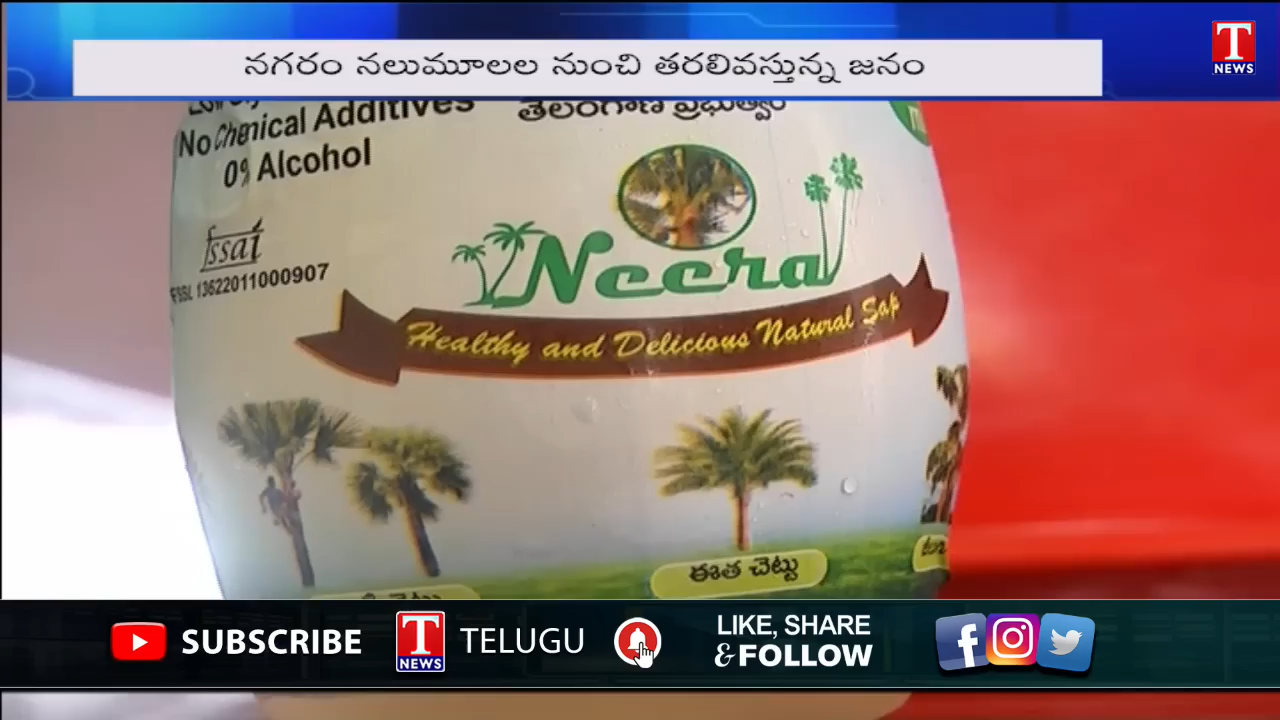 నగరం నలుమూలల నుంచి తరలివస్తున్న జనం
T
NEWS
No Chemical Additives
0% Alcohol
తెలంగాణ ప్రభుత్వం
fssai
13622011000907
Neera
Healthy and Delicious Natural Sap
ఈత చెట్టు
SUBSCRIBE
T
NEWS
TELUGU
LIKE, SHARE
& FOLLOW